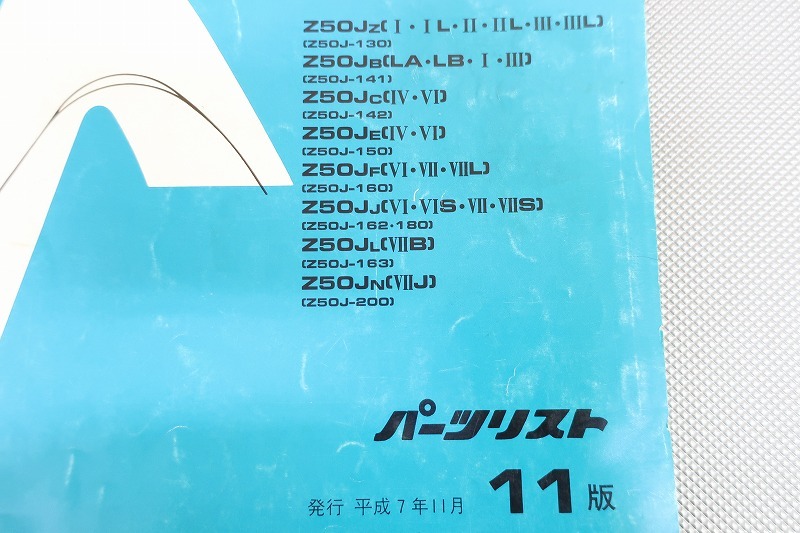 Z50JZ(Ⅰ・ⅠL・Ⅱ・ⅡL・Ⅲ・ⅢL)
(Z50J-130)
Z50JB(LA・LB・Ⅰ・Ⅲ)
(Z50J-141)
Z50JC(Ⅳ・Ⅵ)
(Z50J-142)
Z50JE(Ⅳ・Ⅵ)
(Z50J-150)
Z50JF(Ⅵ・Ⅶ・ⅦL)
(Z50J-160)
Z50JJ(Ⅵ・ⅥS・Ⅶ・ⅦS)
(Z50J-162・180)
Z50JL(ⅦB)
(Z50J-163)
Z50JN(ⅦJ)
(Z50J-200)
パーツリスト
発行 平成7年11月 11版